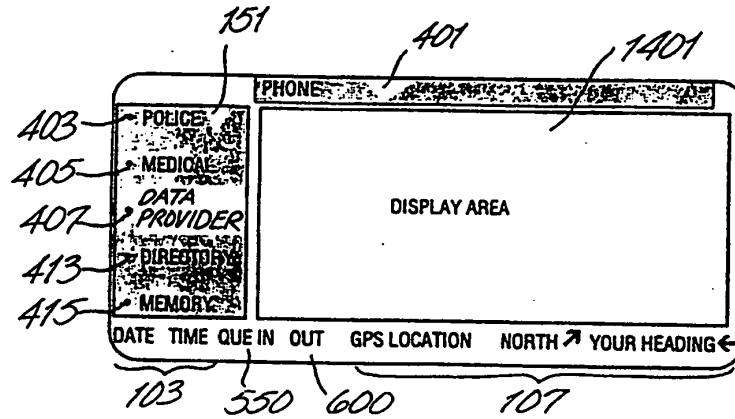 151
401
1401
PHONE
403
POLICE
405
MEDICAL
DISPLAY AREA
407
DATA
PROVIDER
413
DIRECTORY
415
MEMORY
DATE TIME QUE IN OUT GPS LOCATION NORTH ↗ YOUR HEADING ←
103 550 600 107